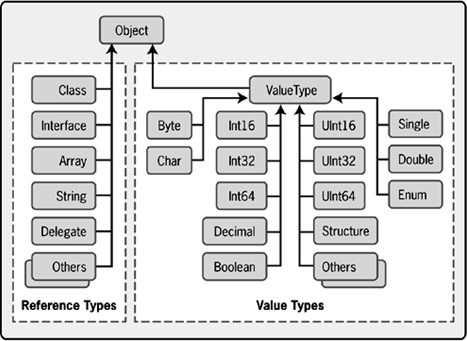 Object
Class
Interface
Array
String
Delegate
Others
Reference Types
ValueType
Byte
Char
Int16
Int32
Int64
Decimal
Boolean
UInt16
UInt32
UInt64
Structure
Others
Single
Double
Enum
Value Types